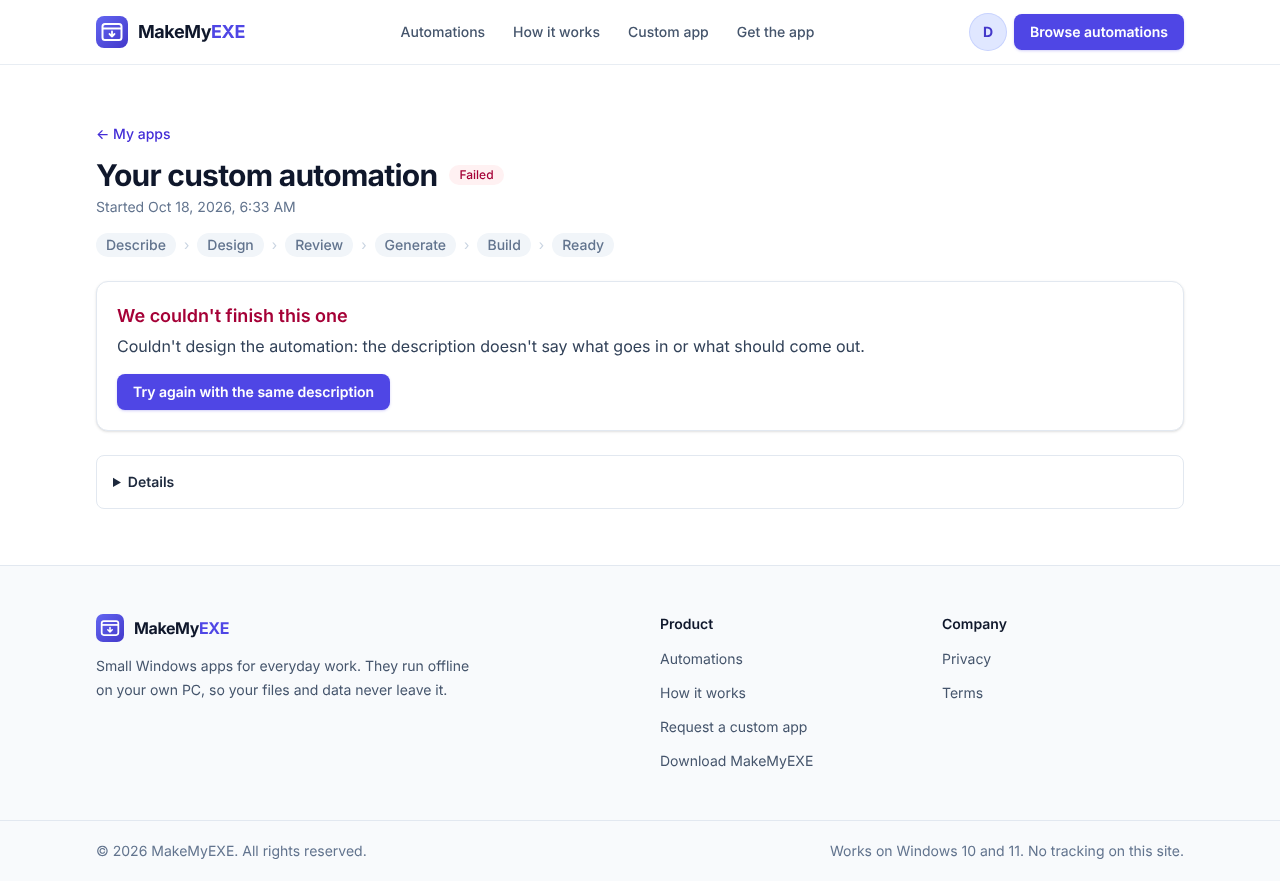 MakeMyEXE
Automations
How it works
Custom app
Get the app
D
Browse automations
← My apps
Your custom automation
Failed
Started Oct 18, 2026, 6:33 AM
Describe › Design › Review › Generate › Build › Ready
We couldn't finish this one
Couldn't design the automation: the description doesn't say what goes in or what should come out.
Try again with the same description
Details
MakeMyEXE
Small Windows apps for everyday work. They run offline
on your own PC, so your files and data never leave it.
Product
Automations
How it works
Request a custom app
Download MakeMyEXE
Company
Privacy
Terms
© 2026 MakeMyEXE. All rights reserved.
Works on Windows 10 and 11. No tracking on this site.